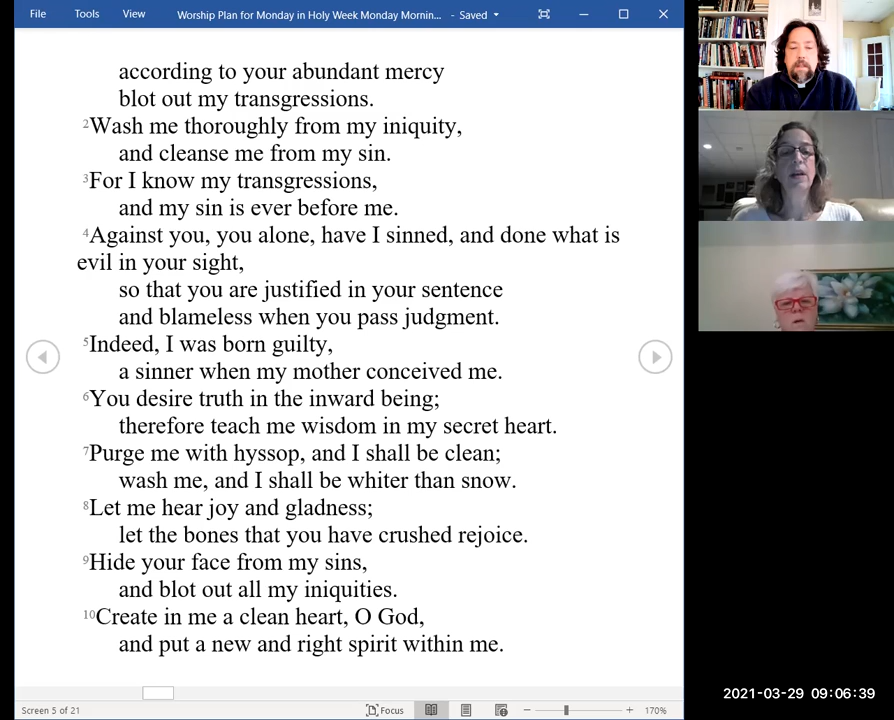 File Tools View Worship Plan for Monday in Holy Week Monday Mornin... - Saved
according to your abundant mercy
blot out my transgressions.
2Wash me thoroughly from my iniquity,
and cleanse me from my sin.
3For I know my transgressions,
and my sin is ever before me.
4Against you, you alone, have I sinned, and done what is
evil in your sight,
so that you are justified in your sentence
and blameless when you pass judgment.
5Indeed, I was born guilty,
a sinner when my mother conceived me.
6You desire truth in the inward being;
therefore teach me wisdom in my secret heart.
7Purge me with hyssop, and I shall be clean;
wash me, and I shall be whiter than snow.
8Let me hear joy and gladness;
let the bones that you have crushed rejoice.
9Hide your face from my sins,
and blot out all my iniquities.
10Create in me a clean heart, O God,
and put a new and right spirit within me.
2021-03-29 09:06:39
Screen 5 of 21 Focus 170%